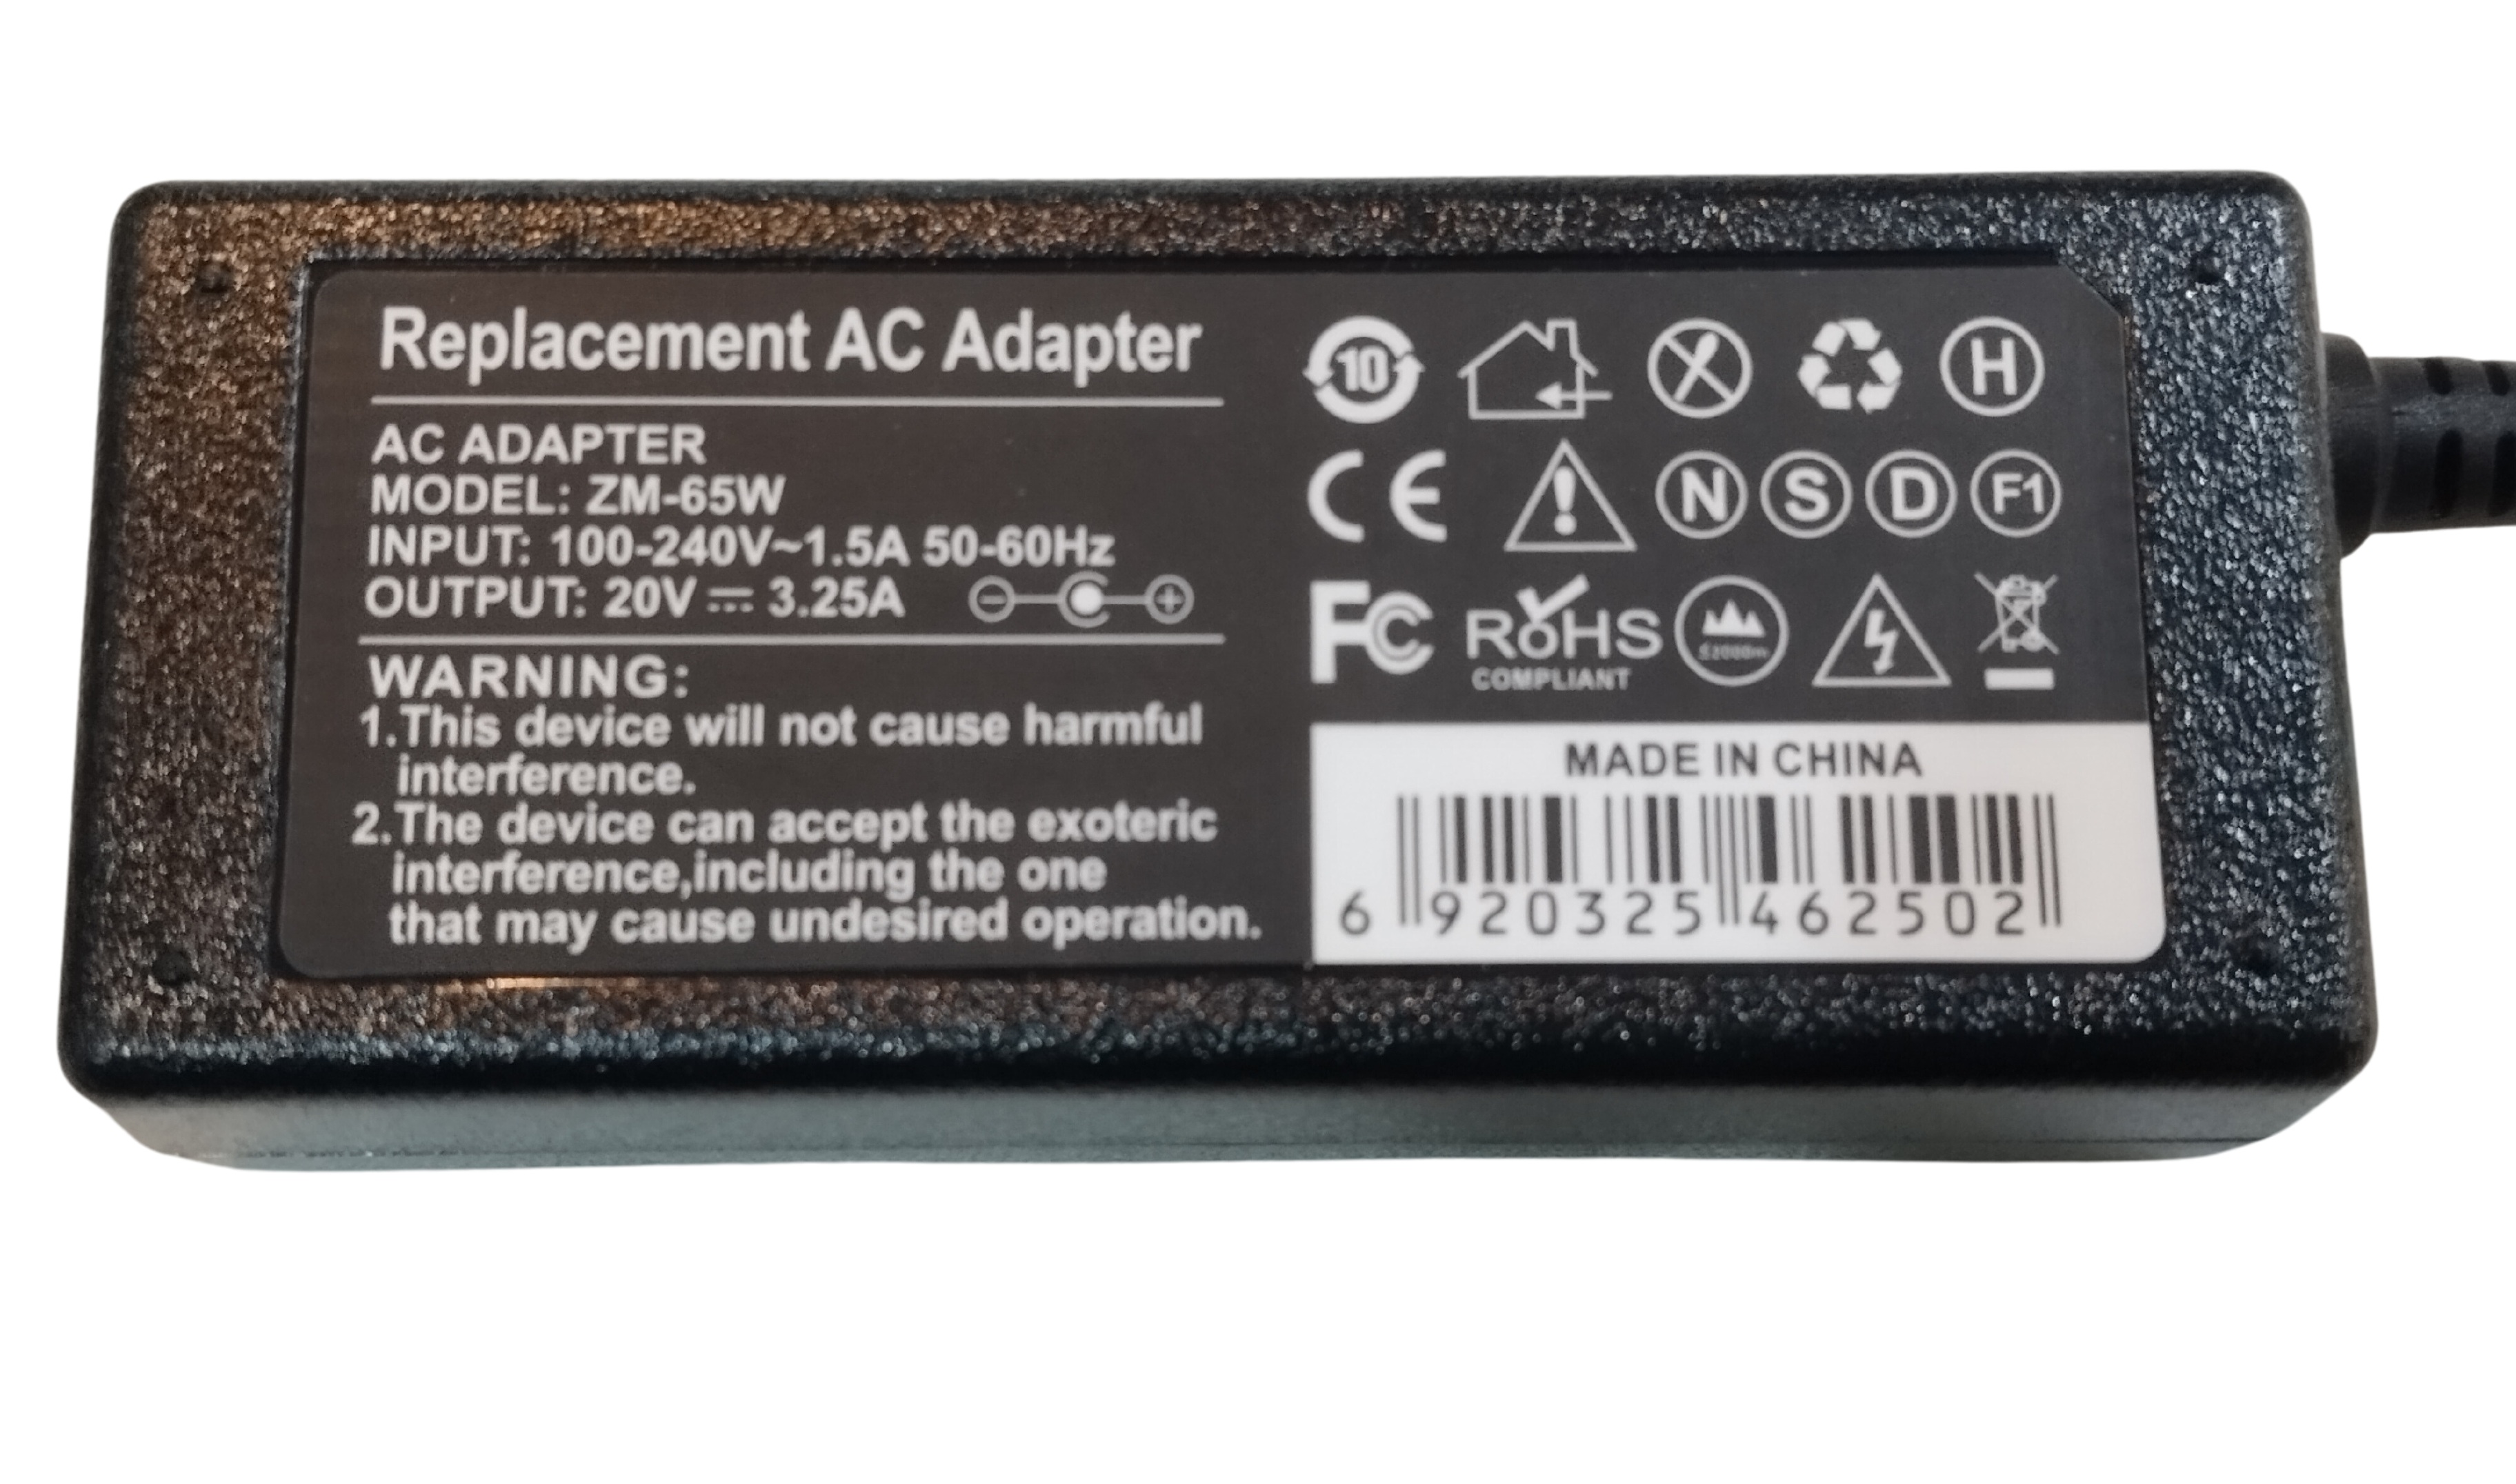 Replacement AC Adapter
AC ADAPTER
MODEL: ZM-65W
INPUT: 100-240V~1.5A 50-60Hz
OUTPUT: 20V ⎓ 3.25A
WARNING:
1.This device will not cause harmful
interference.
2.The device can accept the exoteric
interference,including the one
that may cause undesired operation.
10
H
CE
N S D F1
FC RoHS
COMPLIANT
MADE IN CHINA
6 920325 462502